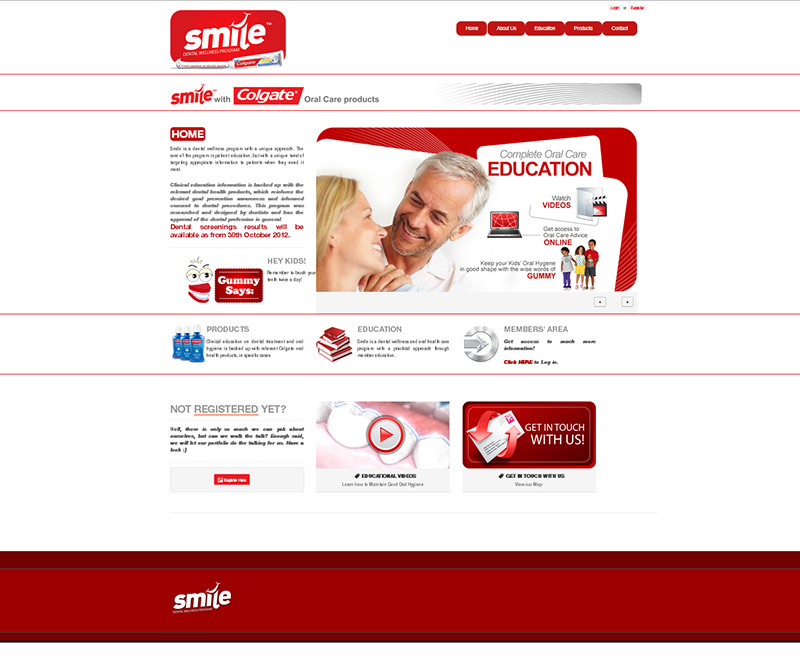 Login or Register
smile™
DENTAL WELLNESS PROGRAM
Colgate
Home About Us Education Products Contact
smile™ with Colgate® Oral Care products
HOME
Smile is a dental wellness program with a unique approach. The
core of the program is patient education, but with a unique twist of
targeting appropriate information to patients when they need it
most.
Clinical education information is backed up with the
relevant dental health products, which reinforce the
desired goal prevention awareness and informed
consent to dental procedures. This program was
researched and designed by dentists and has the
approval of the dental profession in general.
Dental screenings results will be
available as from 30th October 2012.
HEY KIDS!
Remember to brush your
teeth twice a day!
Gummy
Says:
Complete Oral Care
EDUCATION
Watch
VIDEOS
Get access to
Oral Care Advice
ONLINE
Keep your Kids' Oral Hygene
in good shape with the wise words of
GUMMY
PRODUCTS
Clinical education on dental treatment and oral
hygiene is backed up with relevent Colgate oral
health products, in specific cases
EDUCATION
Smile is a dental wellness and oral health care
program with a practical approach through
member education.
MEMBERS' AREA
Get access to much more
information!
Click HERE to Log in.
NOT REGISTERED YET?
Well, there is only so much we can yak about
ourselves, but can we walk the talk? Enough said,
we will let our portfolio do the talking for us. Have a
look :)
Register Here
EDUCATIONAL VIDEOS
Learn how to Maintain Good Oral Hygiene
GET IN TOUCH
WITH US!
GET IN TOUCH WITH US
View our Map
smile
DENTAL WELLNESS PROGRAM